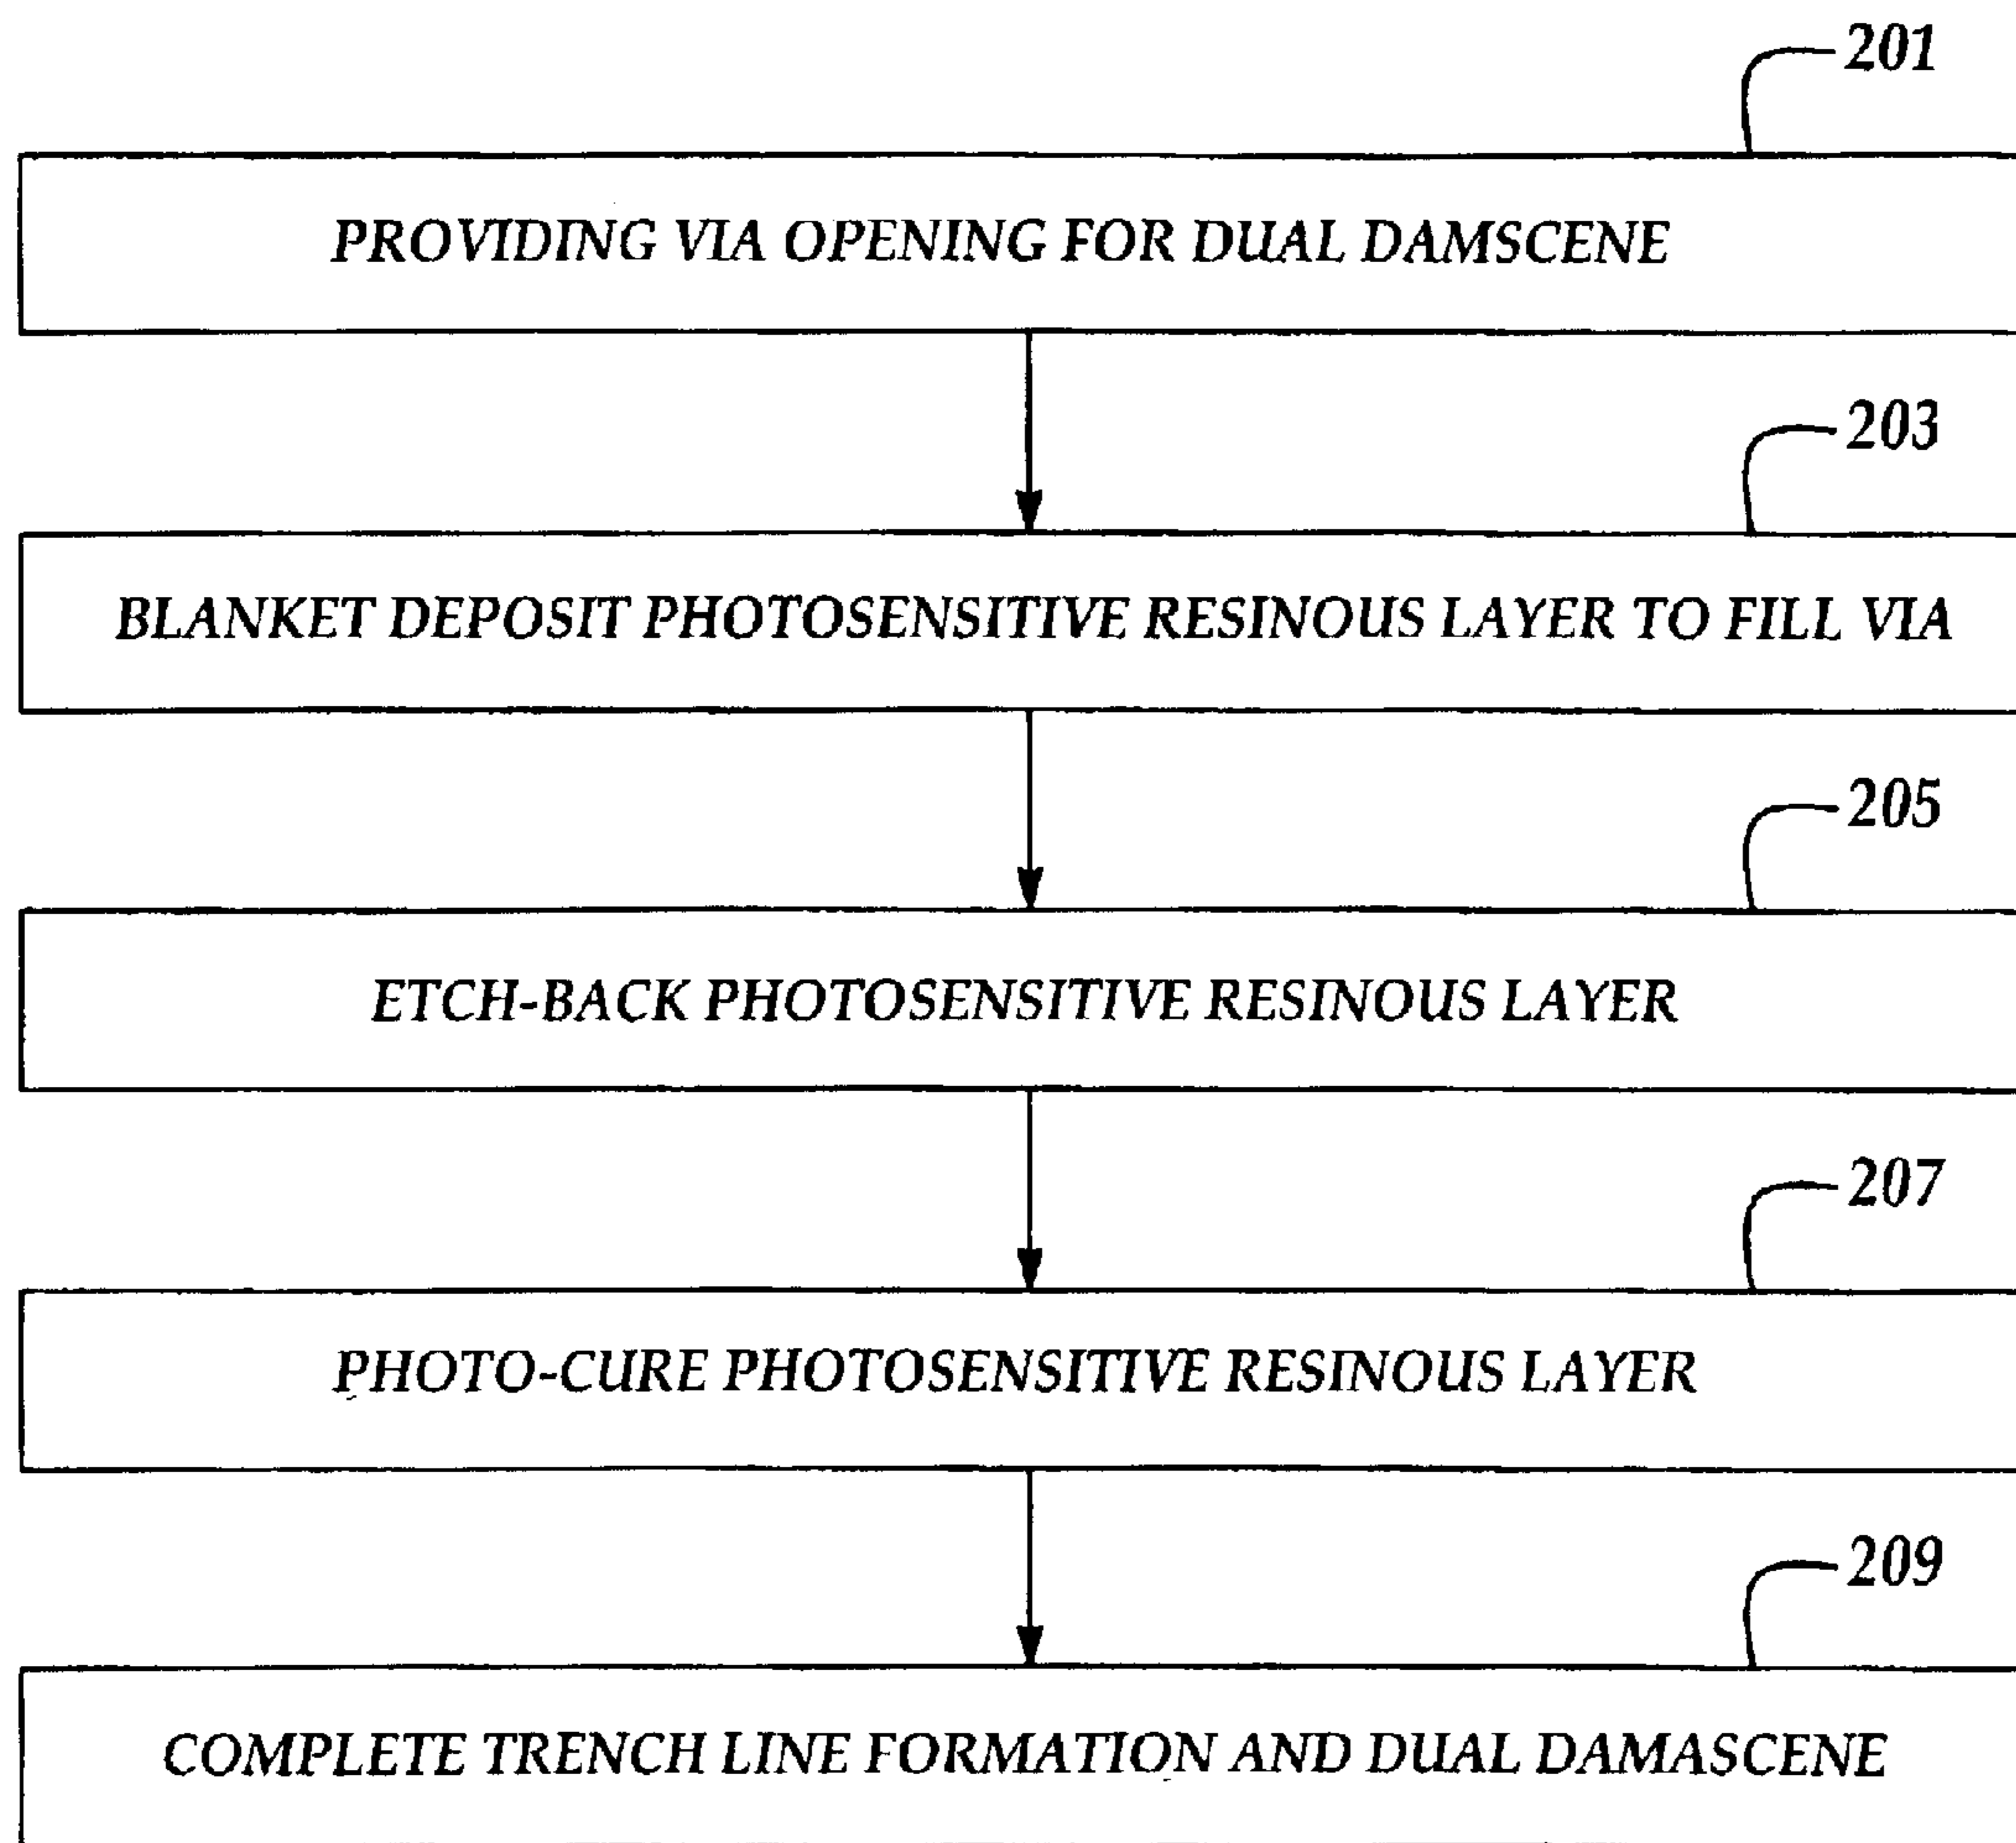 201
PROVIDING VIA OPENING FOR DUAL DAMSCENE
203
BLANKET DEPOSIT PHOTOSENSITIVE RESINOUS LAYER TO FILL VIA
205
ETCH-BACK PHOTOSENSITIVE RESINOUS LAYER
207
PHOTO-CURE PHOTOSENSITIVE RESINOUS LAYER
209
COMPLETE TRENCH LINE FORMATION AND DUAL DAMASCENE